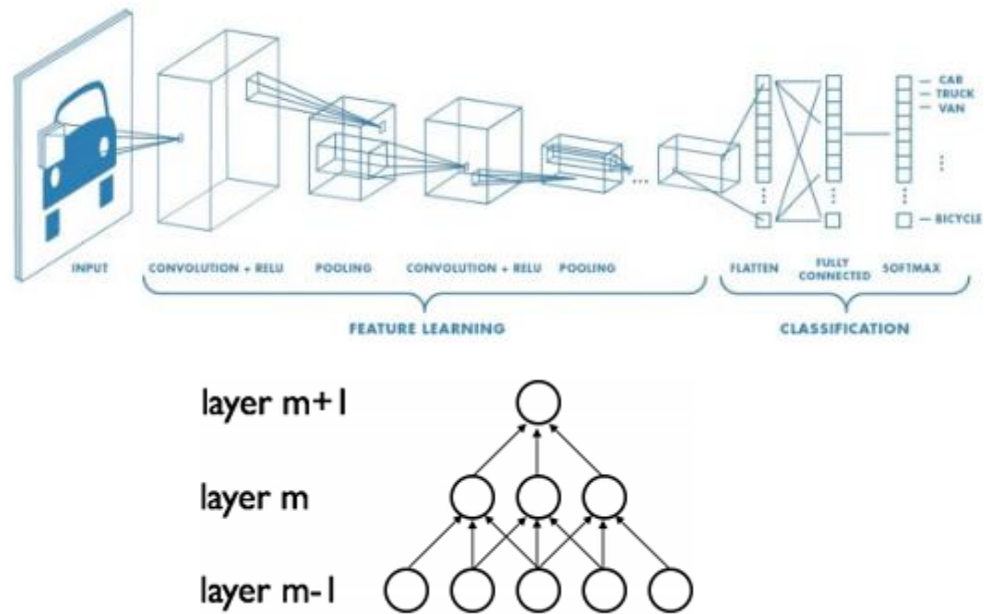 CAR
TRUCK
VAN
BICYCLE
INPUT
CONVOLUTION + RELU
POOLING
CONVOLUTION + RELU
POOLING
FLATTEN
FULLY
CONNECTED
SOFTMAX
FEATURE LEARNING
CLASSIFICATION
layer m+1
layer m
layer m-1